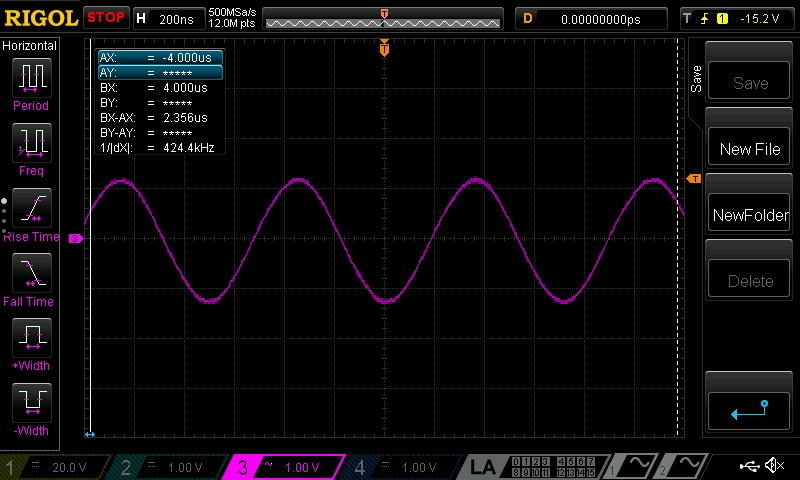 RIGOL STOP H 200ns 500MSa/s 12.0M pts T D 0.00000000ps T 1 -15.2 V
Horizontal
Period
Freq
Rise Time
Fall Time
+Width
-Width
AX: = -4.000us
AY: = *****
BX: = 4.000us
BY: = *****
BX-AX: = 2.356us
BY-AY: = *****
1/|dX|: = 424.4kHz
T
3
T
Save
Save
New File
NewFolder
Delete
1 20.0 V 2 1.00 V 3 1.00 V 4 1.00 V LA 0 1 2 3 4 5 6 7 1 2
8 9 10 11 12 13 14 15